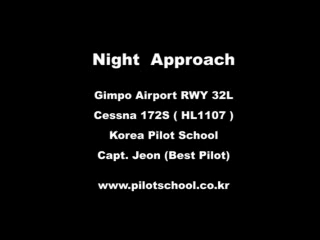 Night Approach
Gimpo Airport RWY 32L
Cessna 172S ( HL1107 )
Korea Pilot School
Capt. Jeon (Best Pilot)
www.pilotschool.co.kr